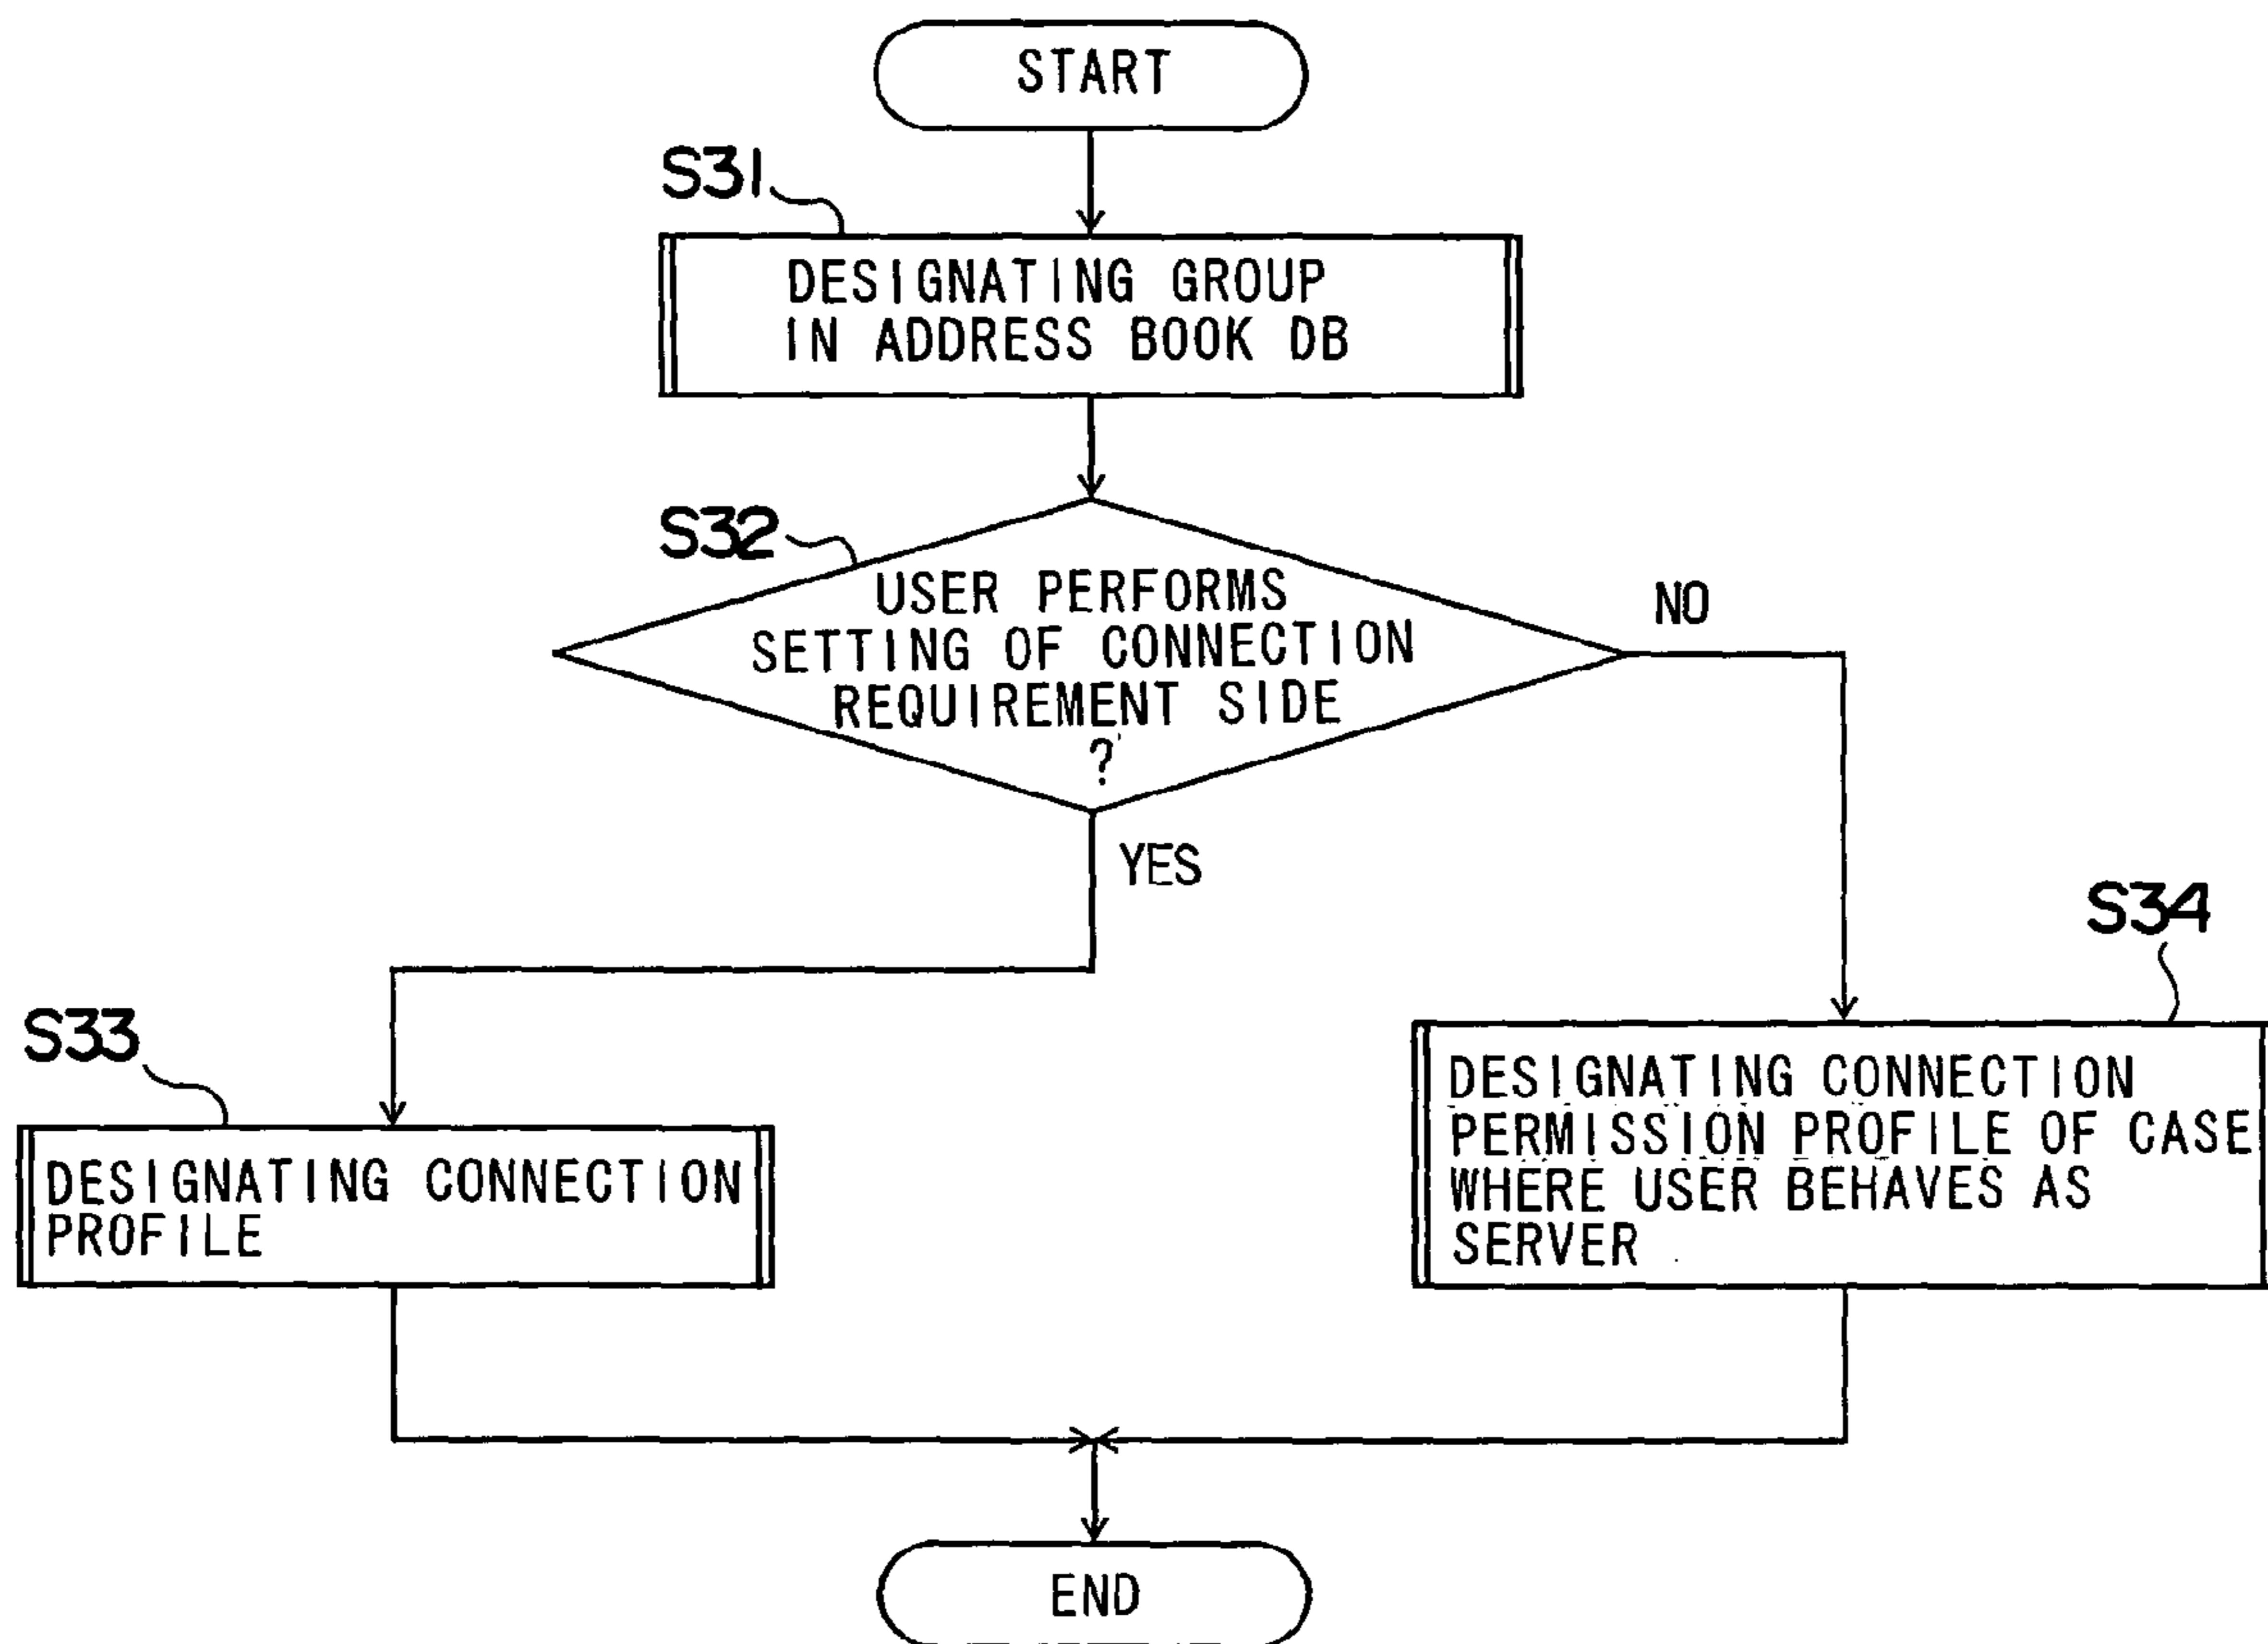 START
S31
DESIGNATING GROUP
IN ADDRESS BOOK DB
S32
USER PERFORMS
SETTING OF CONNECTION
REQUIREMENT SIDE
?
NO
YES
S33
DESIGNATING CONNECTION
PROFILE
S34
DESIGNATING CONNECTION
PERMISSION PROFILE OF CASE
WHERE USER BEHAVES AS
SERVER
END